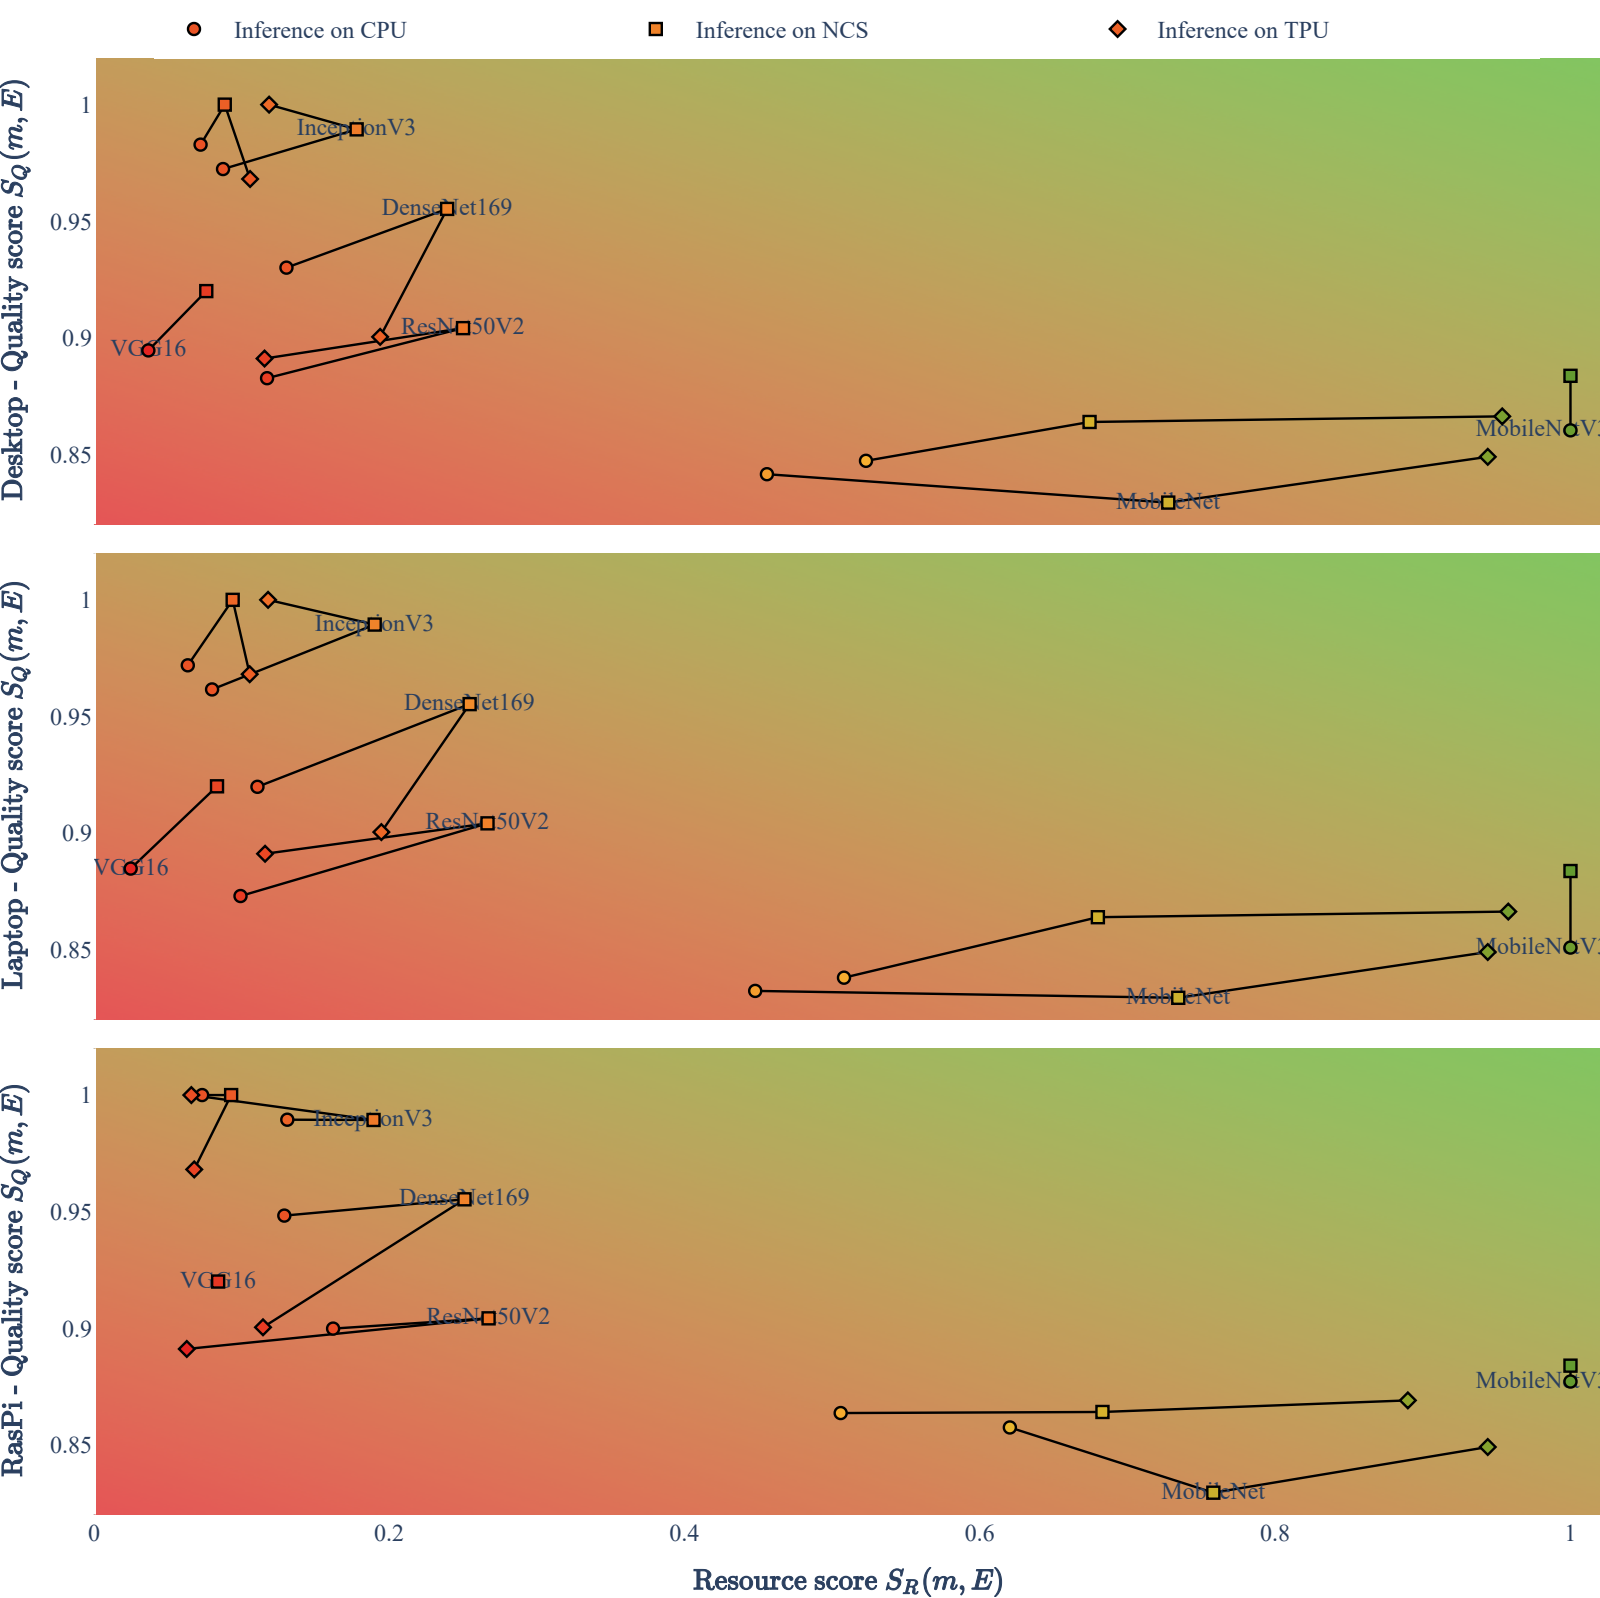 Inference on CPU
Inference on NCS
Inference on TPU
Desktop - Quality score S_Q(m, E)
1
0.95
0.9
0.85
InceptionV3
DenseNet169
ResNet50V2
VGG16
MobileNetV3
MobileNet
Laptop - Quality score S_Q(m, E)
1
0.95
0.9
0.85
InceptionV3
DenseNet169
ResNet50V2
VGG16
MobileNetV3
MobileNet
RasPi - Quality score S_Q(m, E)
1
0.95
0.9
0.85
InceptionV3
DenseNet169
VGG16
ResNet50V2
MobileNetV3
MobileNet
0
0.2
0.4
0.6
0.8
1
Resource score S_R(m, E)